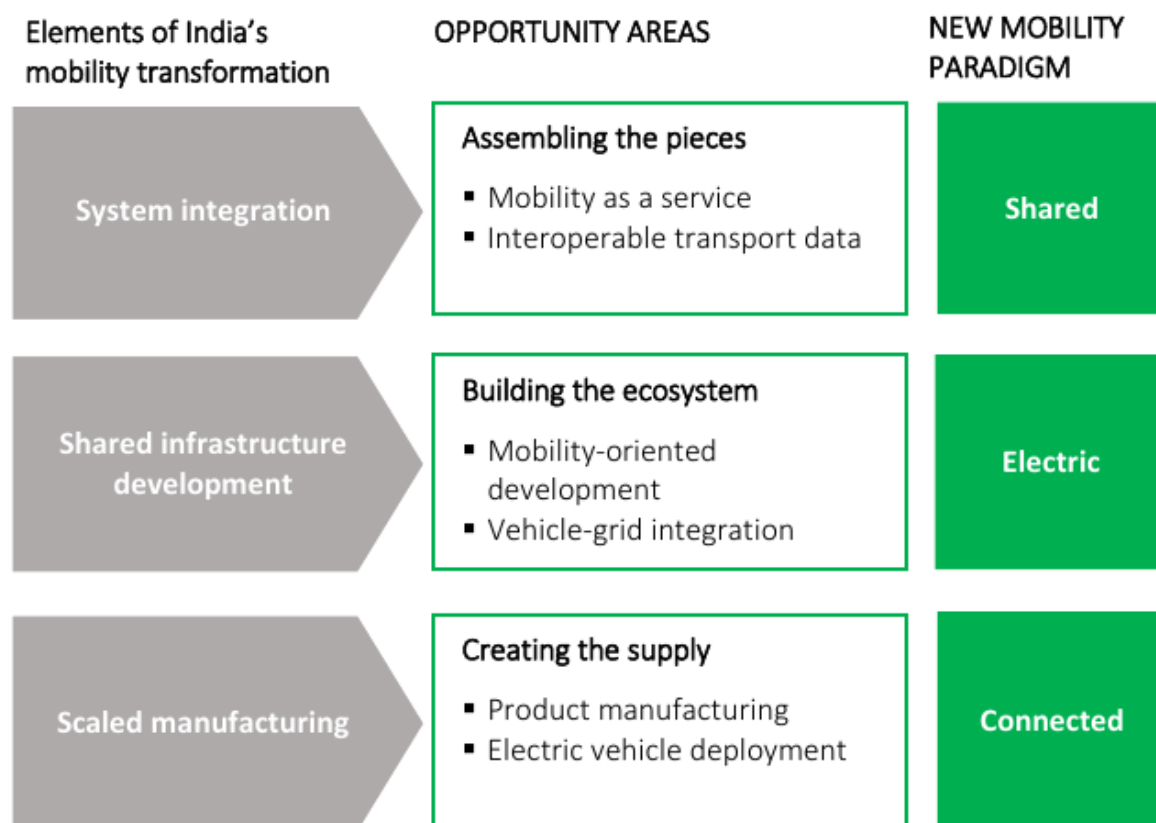 Elements of India's
mobility transformation
OPPORTUNITY AREAS
NEW MOBILITY
PARADIGM
System integration
Assembling the pieces
▪ Mobility as a service
▪ Interoperable transport data
Shared
Shared infrastructure
development
Building the ecosystem
▪ Mobility-oriented
development
▪ Vehicle-grid integration
Electric
Scaled manufacturing
Creating the supply
▪ Product manufacturing
▪ Electric vehicle deployment
Connected